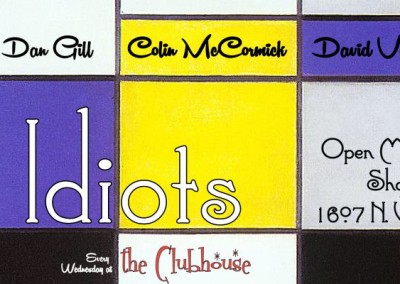 Dan Gill Colin McCormick David
Idiots
Open
Sho
1607 N.
Every
Wednesday at the Clubhouse